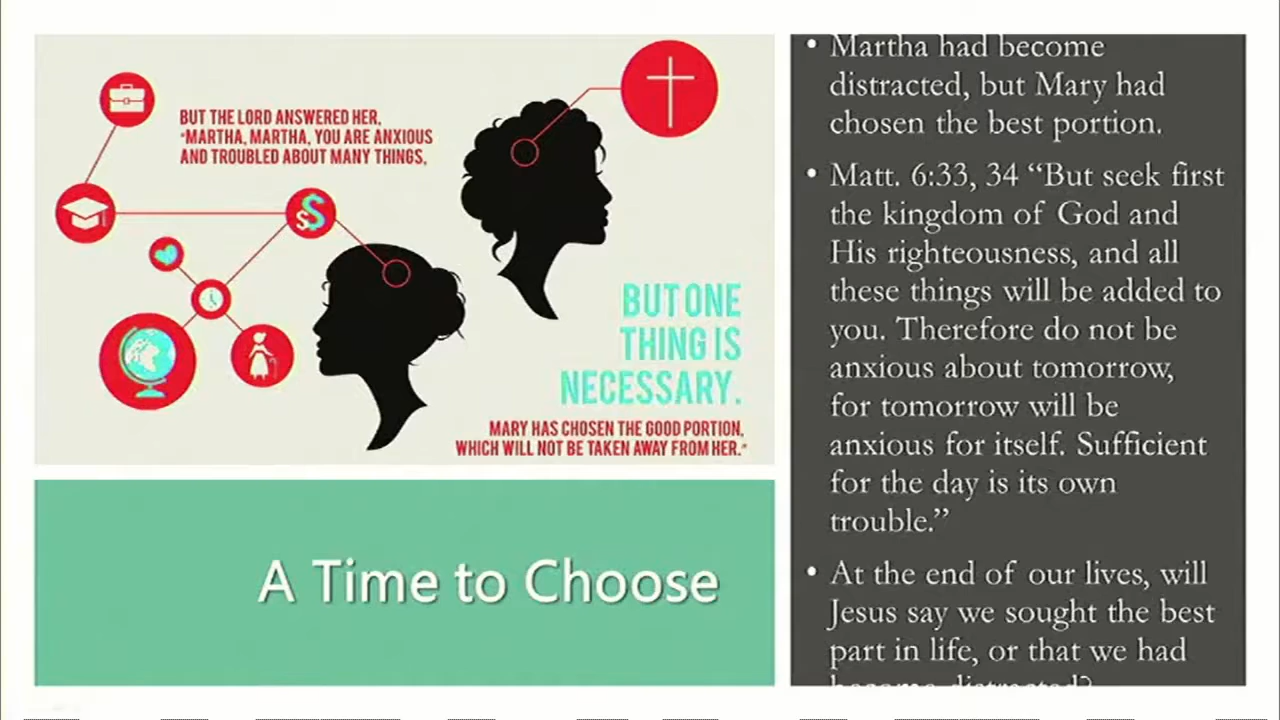 BUT THE LORD ANSWERED HER,
"MARTHA, MARTHA, YOU ARE ANXIOUS
AND TROUBLED ABOUT MANY THINGS,
BUT ONE
THING IS
NECESSARY.
MARY HAS CHOSEN THE GOOD PORTION,
WHICH WILL NOT BE TAKEN AWAY FROM HER."
A Time to Choose
• Martha had become
distracted, but Mary had
chosen the best portion.
• Matt. 6:33, 34 “But seek first
the kingdom of God and
His righteousness, and all
these things will be added to
you. Therefore do not be
anxious about tomorrow,
for tomorrow will be
anxious for itself. Sufficient
for the day is its own
trouble.”
• At the end of our lives, will
Jesus say we sought the best
part in life, or that we had
become distracted?